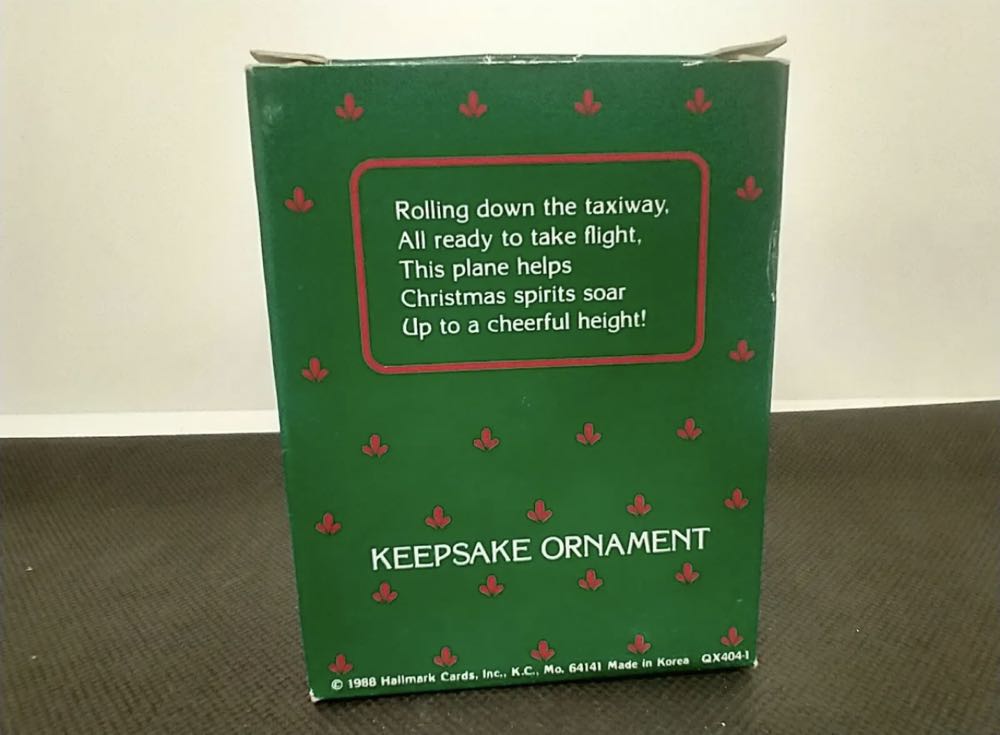 Rolling down the taxiway,
All ready to take flight,
This plane helps
Christmas spirits soar
Up to a cheerful height!
KEEPSAKE ORNAMENT
© 1988 Hallmark Cards, Inc., K.C., Mo. 64141 Made in Korea QX404-1